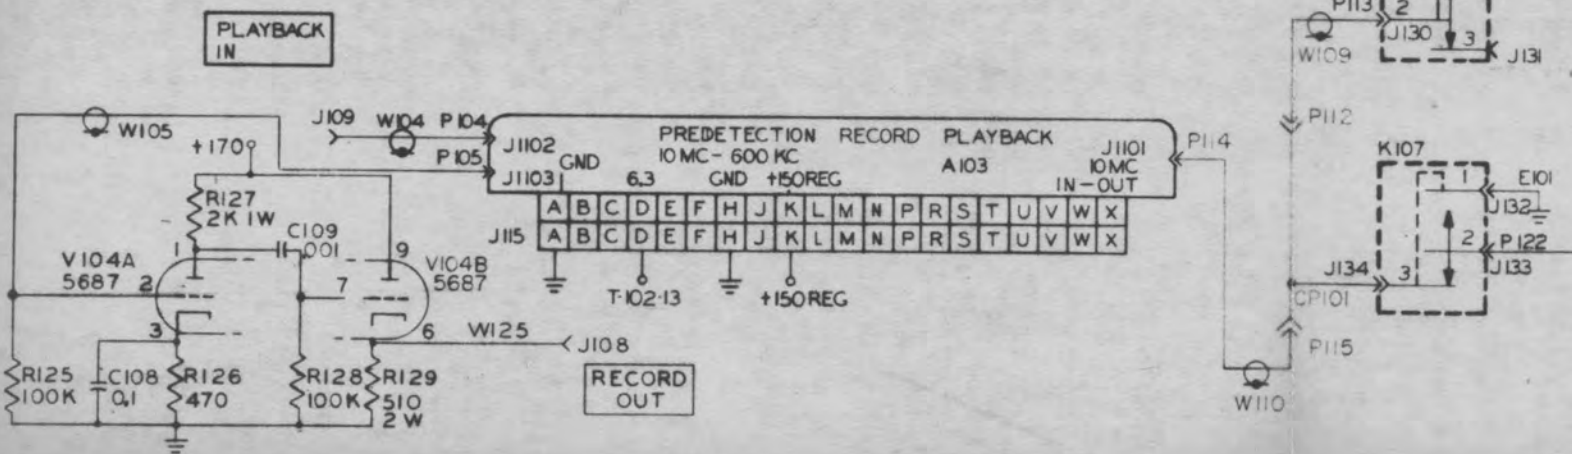 PLAYBACK
IN
P113
2
J130
3
J131
W109
P112
W105
J109
W104
P104
J1102
P105
J1103
GND
PREDETECTION RECORD PLAYBACK
10 MC- 600 KC
A103
J1101
10 MC
IN-OUT
6.3
GND
+150REG
P114
+170
R127
2K 1W
C109
.001
J115
A B C D E F H J K L M N P R S T U V W X
A B C D E F H J K L M N P R S T U V W X
T-102-13
+150REG
K107
1
E101
J132
2
P122
J133
J134
3
CP101
P115
W110
V104A
5687
1
2
3
7
9
V104B
5687
6
W125
J108
RECORD
OUT
R125
100K
C108
0.1
R126
470
R128
100K
R129
510
2 W